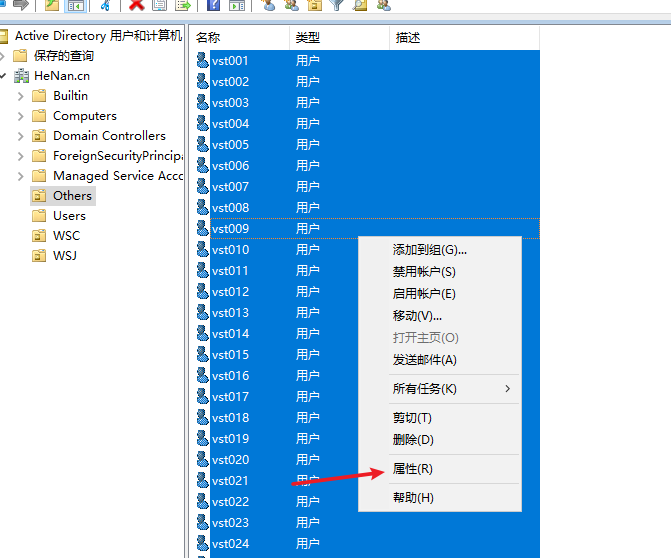 Active Directory 用户和计算机
保存的查询
HeNan.cn
Builtin
Computers
Domain Controllers
ForeignSecurityPrincipa
Managed Service Acco
Others
Users
WSC
WSJ
名称 类型 描述
vst001 用户
vst002 用户
vst003 用户
vst004 用户
vst005 用户
vst006 用户
vst007 用户
vst008 用户
vst009 用户
vst010 用户
vst011 用户
vst012 用户
vst013 用户
vst014 用户
vst015 用户
vst016 用户
vst017 用户
vst018 用户
vst019 用户
vst020 用户
vst021 用户
vst022 用户
vst023 用户
vst024 用户
添加到组(G)...
禁用帐户(S)
启用帐户(E)
移动(V)...
打开主页(O)
发送邮件(A)
所有任务(K)
剪切(T)
删除(D)
属性(R)
帮助(H)